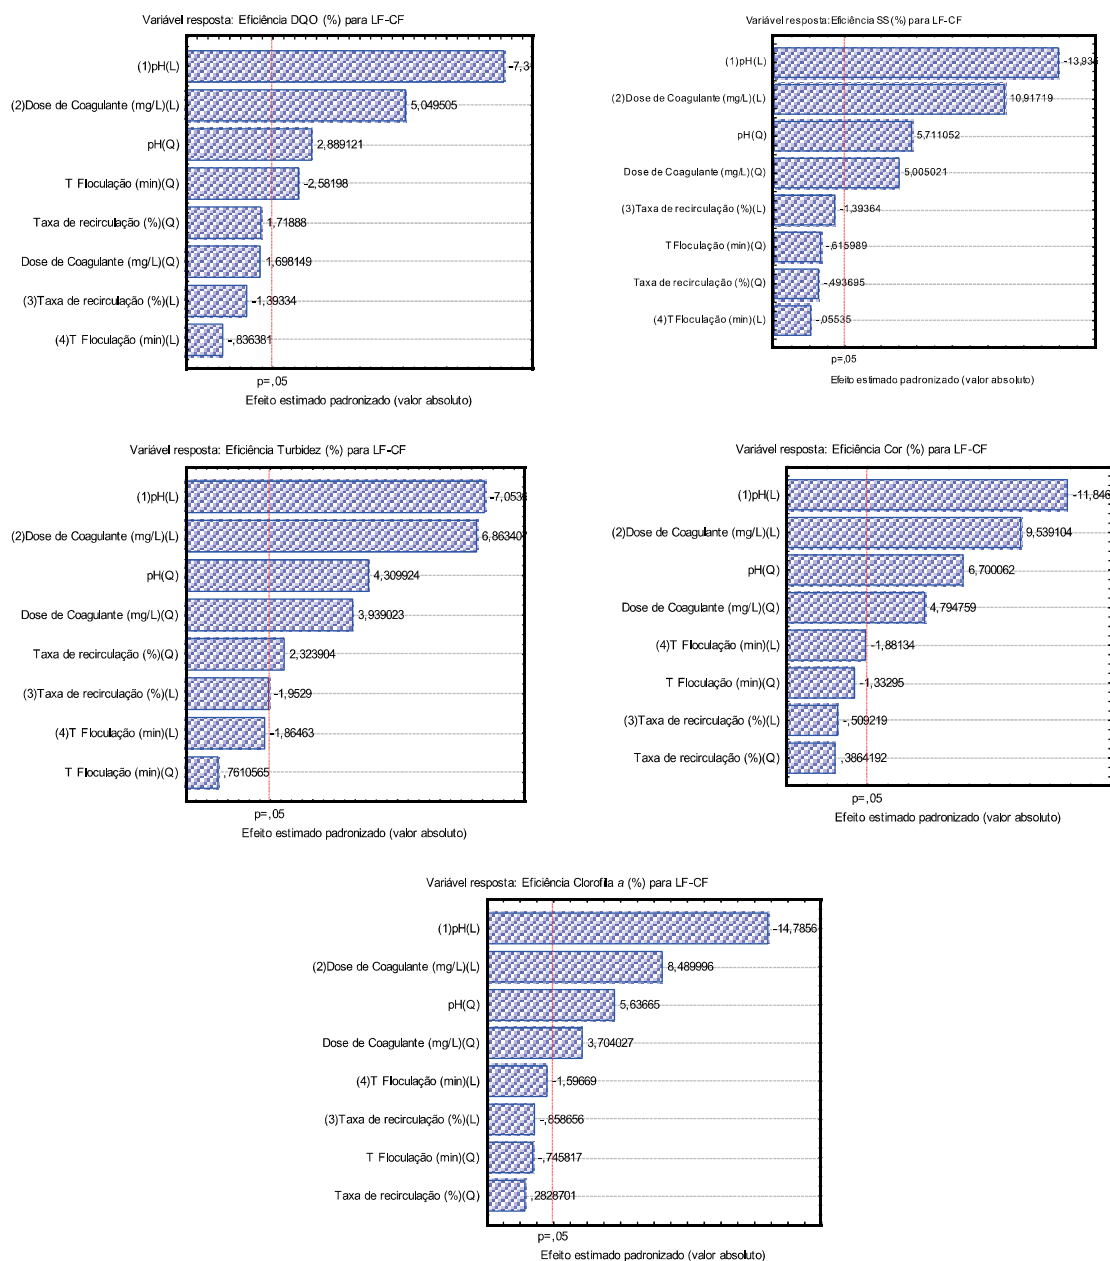 Variável resposta: Eficiência DQO (%) para LF-CF
(1)pH(L)
-7,3
(2)Dose de Coagulante (mg/L)(L)
5,049505
pH(Q)
2,889121
T Floculação (min)(Q)
-2,58198
Taxa de recirculação (%)(Q)
1,71888
Dose de Coagulante (mg/L)(Q)
1,698149
(3)Taxa de recirculação (%)(L)
-1,39334
(4)T Floculação (min)(L)
-,836381
p=,05
Efeito estimado padronizado (valor absoluto)
Variável resposta:Eficiência SS(%) para LF-CF
(1)pH(L)
-13,935
(2)Dose de Coagulante (mg/L)(L)
10,91719
pH(Q)
5,711052
Dose de Coagulante (mg/L)(Q)
5,005021
(3)Taxa de recirculação (%)(L)
-1,39364
TFloculação (min)(Q)
-,615989
Taxa de recirculação (%)(Q)
-,493695
(4)TFloculação (min)(L)
-,05535
p=,05
Efeito estimado padronizado (valor absoluto)
Variável resposta: Eficiência Turbidez (%) para LF-CF
(1)pH(L)
-7,0536
(2)Dose de Coagulante (mg/L)(L)
6,863407
pH(Q)
4,309924
Dose de Coagulante (mg/L)(Q)
3,939023
Taxa de recirculação (%)(Q)
2,323904
(3)Taxa de recirculação (%)(L)
-1,9529
(4)T Floculação (min)(L)
-1,86463
T Floculação (min)(Q)
,7610565
p=,05
Efeito estimado padronizado (valor absoluto)
Variável resposta: Eficiência Cor (%) para LF-CF
(1)pH(L)
-11,846
(2)Dose de Coagulante (mg/L)(L)
9,539104
pH(Q)
6,700062
Dose de Coagulante (mg/L)(Q)
4,794759
(4)T Floculação (min)(L)
-1,88134
T Floculação (min)(Q)
-1,33295
(3)Taxa de recirculação (%)(L)
-,509219
Taxa de recirculação (%)(Q)
,3864192
p=,05
Efeito estimado padronizado (valor absoluto)
Variável resposta: Eficiência Clorofila a (%) para LF-CF
(1)pH(L)
-14,7856
(2)Dose de Coagulante (mg/L)(L)
8,489996
pH(Q)
5,63665
Dose de Coagulante (mg/L)(Q)
3,704027
(4)T Floculação (min)(L)
-1,59669
(3)Taxa de recirculação (%)(L)
-,858656
T Floculação (min)(Q)
-,745817
Taxa de recirculação (%)(Q)
,2828701
p=,05
Efeito estimado padronizado (valor absoluto)